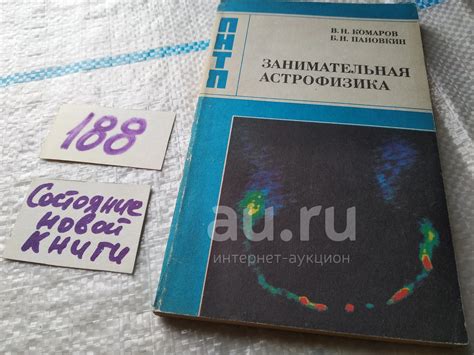 ПНТП
В. Н. КОМАРОВ
Б. Н. ПАНОВКИН
ЗАНИМАТЕЛЬНАЯ
АСТРОФИЗИКА
188
Состояние
новой
книги
au.ru
интернет-аукцион